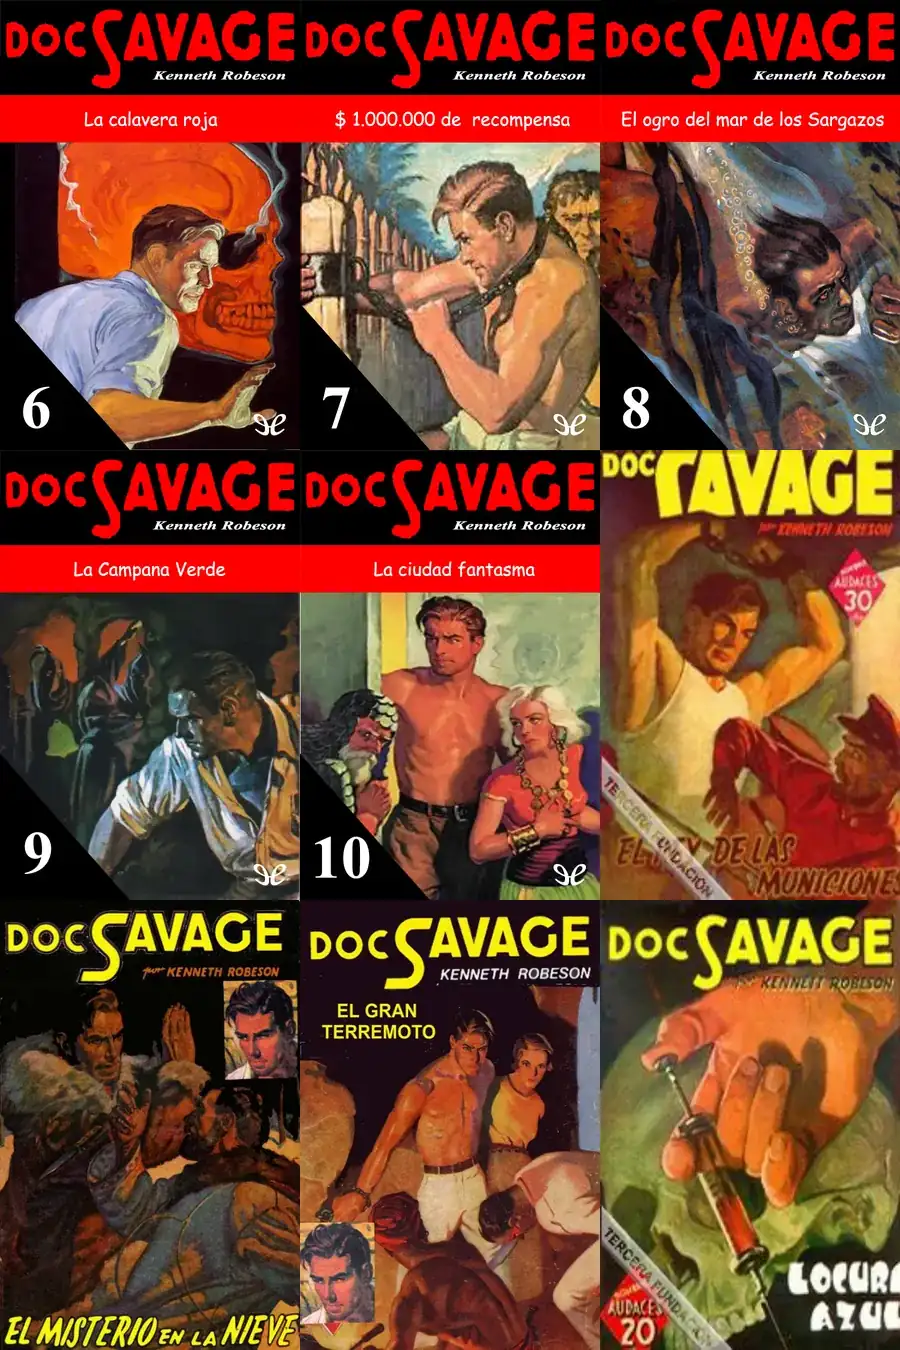 DOC SAVAGE
Kenneth Robeson
La calavera roja
6
DOC SAVAGE
Kenneth Robeson
$ 1.000.000 de recompensa
7
DOC SAVAGE
Kenneth Robeson
El ogro del mar de los Sargazos
8
DOC SAVAGE
Kenneth Robeson
La Campana Verde
9
DOC SAVAGE
Kenneth Robeson
La ciudad fantasma
10
DOC SAVAGE
por KENNETH ROBESON
AUDACES
30
TERCERA FUNDACIÓN
EL REY DE LAS
MUNICIONES
DOC SAVAGE
por KENNETH ROBESON
EL MISTERIO EN LA NIEVE
DOC SAVAGE
KENNETH ROBESON
EL GRAN
TERREMOTO
DOC SAVAGE
por KENNETH ROBESON
LOCURA
AZUL
TERCERA FUNDACIÓN
AUDACES
20